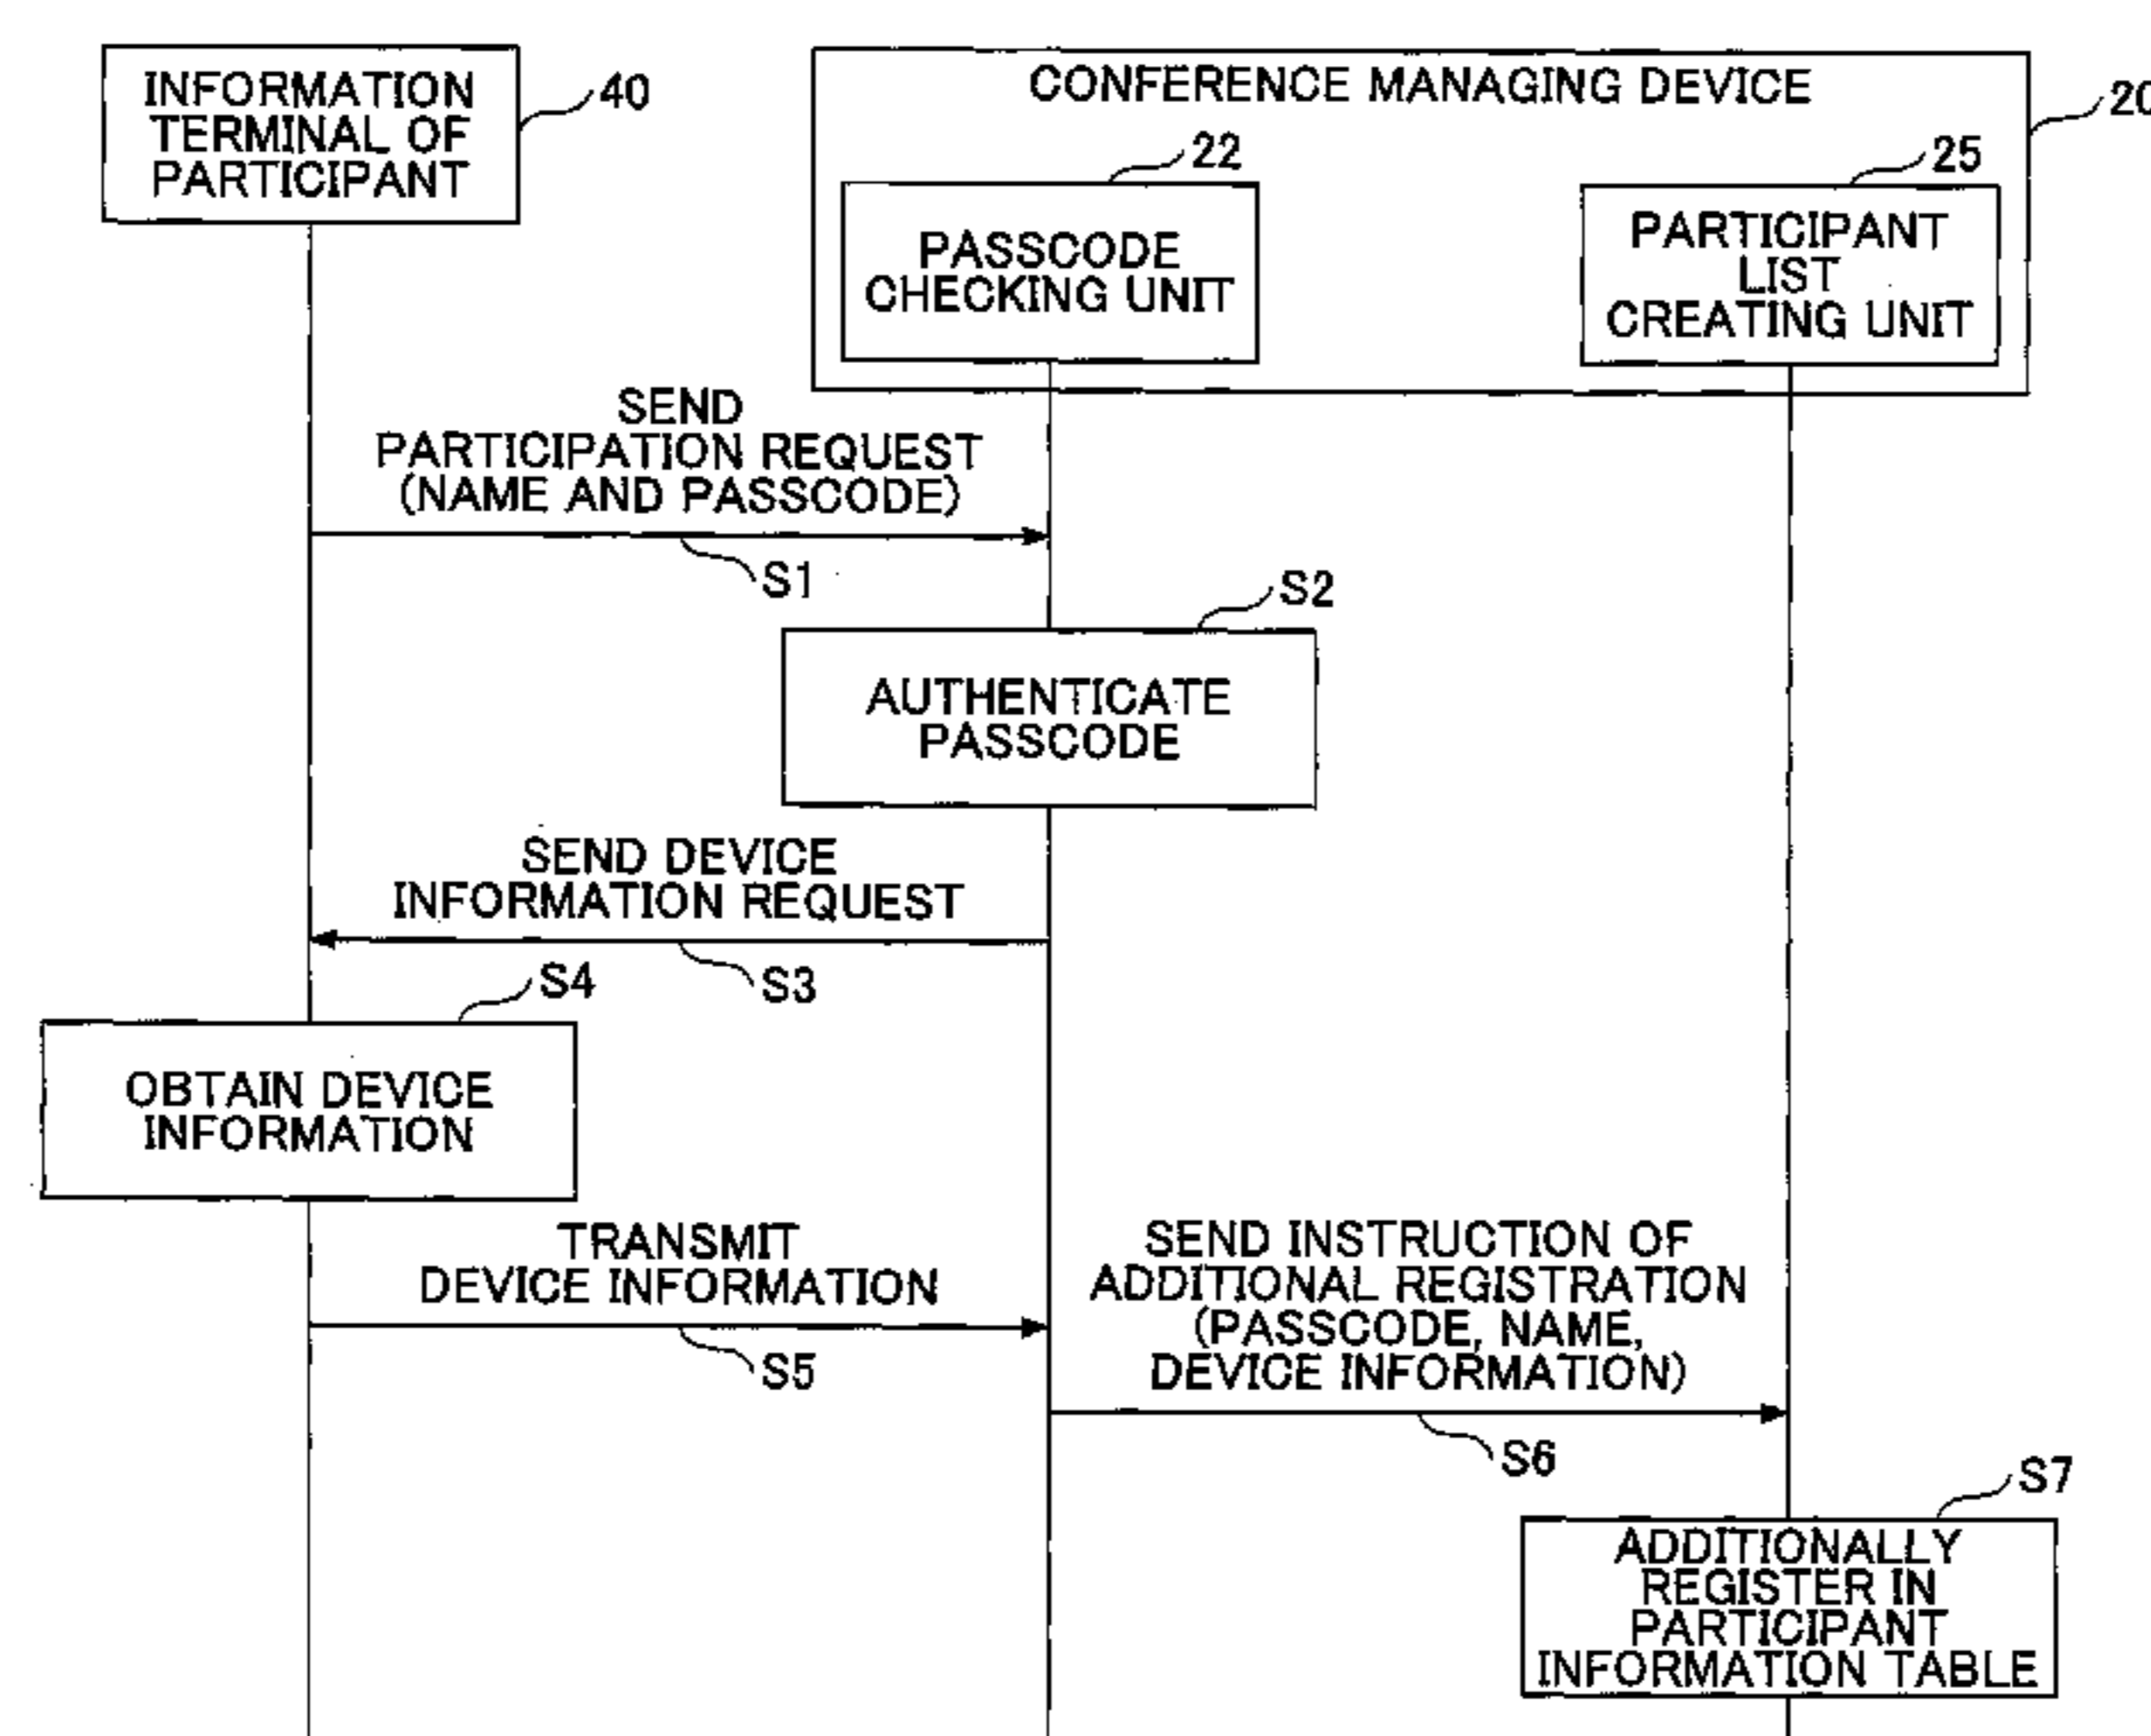 INFORMATION
TERMINAL OF
PARTICIPANT
40
CONFERENCE MANAGING DEVICE
20
22
PASSCODE
CHECKING UNIT
25
PARTICIPANT
LIST
CREATING UNIT
SEND
PARTICIPATION REQUEST
(NAME AND PASSCODE)
S1
S2
AUTHENTICATE
PASSCODE
SEND DEVICE
INFORMATION REQUEST
S3
S4
OBTAIN DEVICE
INFORMATION
TRANSMIT
DEVICE INFORMATION
S5
SEND INSTRUCTION OF
ADDITIONAL REGISTRATION
(PASSCODE, NAME,
DEVICE INFORMATION)
S6
S7
ADDITIONALLY
REGISTER IN
PARTICIPANT
INFORMATION TABLE